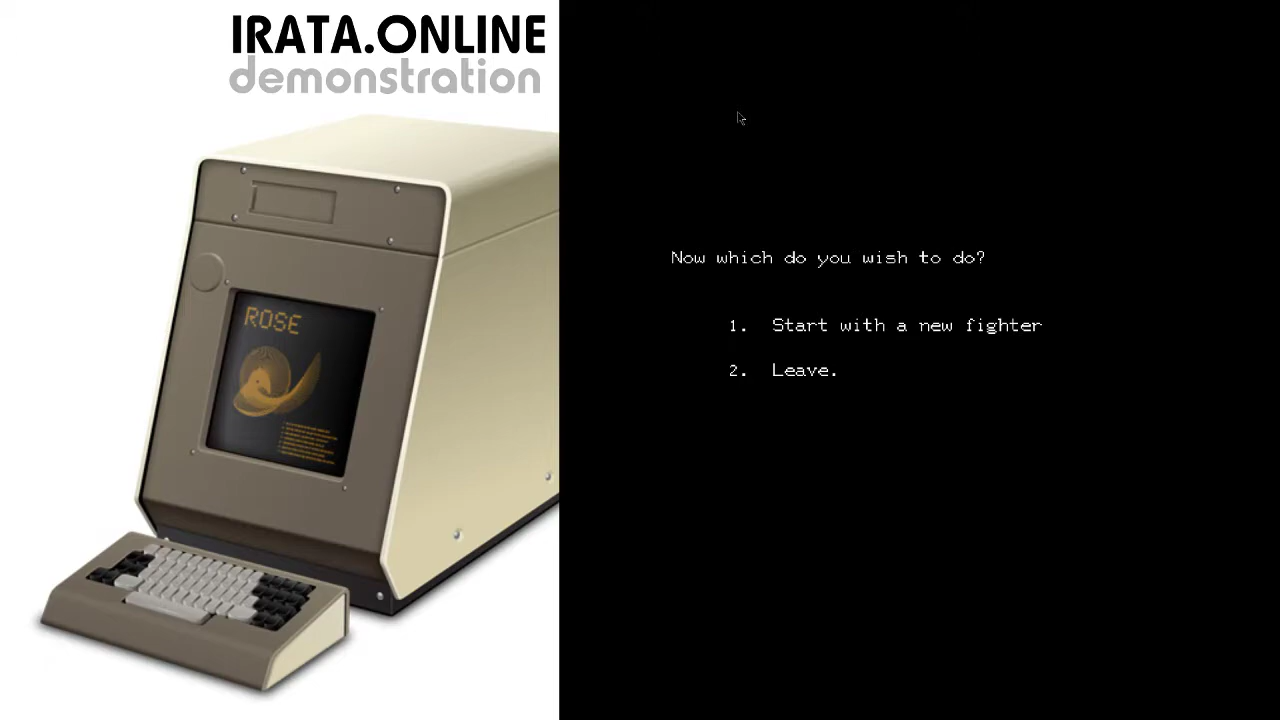 IRATA.ONLINE
demonstration
ROSE
Now which do you wish to do?
1. Start with a new fighter
2. Leave.